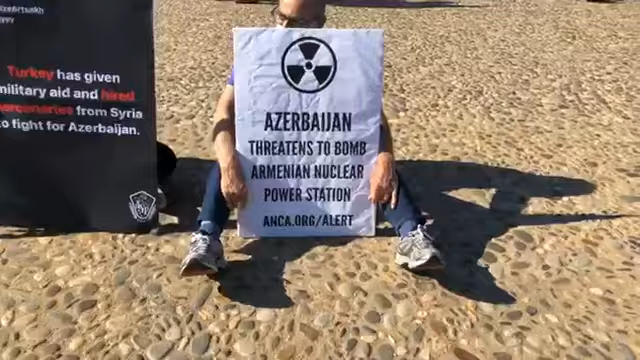 Turkey has given
military aid and hired
mercenaries from Syria
to fight for Azerbaijan.
AZERBAIJAN
THREATENS TO BOMB
ARMENIAN NUCLEAR
POWER STATION
ANCA.ORG/ALERT